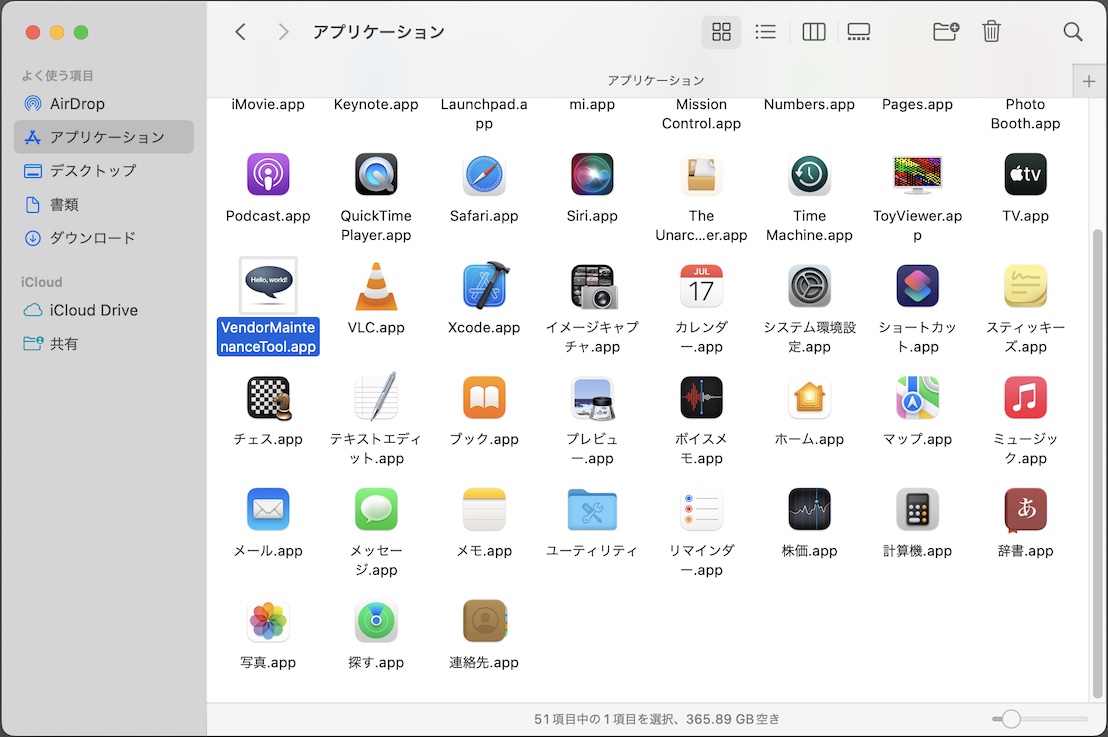 アプリケーション
よく使う項目
AirDrop
アプリケーション
デスクトップ
書類
ダウンロード
iCloud
iCloud Drive
共有
アプリケーション
iMovie.app
Keynote.app
Launchpad.a
pp
mi.app
Mission
Control.app
Numbers.app
Pages.app
Photo
Booth.app
Podcast.app
QuickTime
Player.app
Safari.app
Siri.app
The
Unarc...er.app
Time
Machine.app
ToyViewer.ap
p
tv
TV.app
Hello, world!
VendorMainte
nanceTool.app
VLC.app
Xcode.app
イメージキャプ
チャ.app
JUL
17
カレンダ
ー.app
システム環境設
定.app
ショートカッ
ト.app
スティッキー
ズ.app
チェス.app
テキストエディ
ット.app
ブック.app
プレビュ
ー.app
ボイスメ
モ.app
ホーム.app
マップ.app
ミュージッ
ク.app
メール.app
メッセー
ジ.app
メモ.app
ユーティリティ
リマインダ
ー.app
株価.app
計算機.app
あ
辞書.app
写真.app
探す.app
連絡先.app
51項目中の1項目を選択、365.89 GB空き